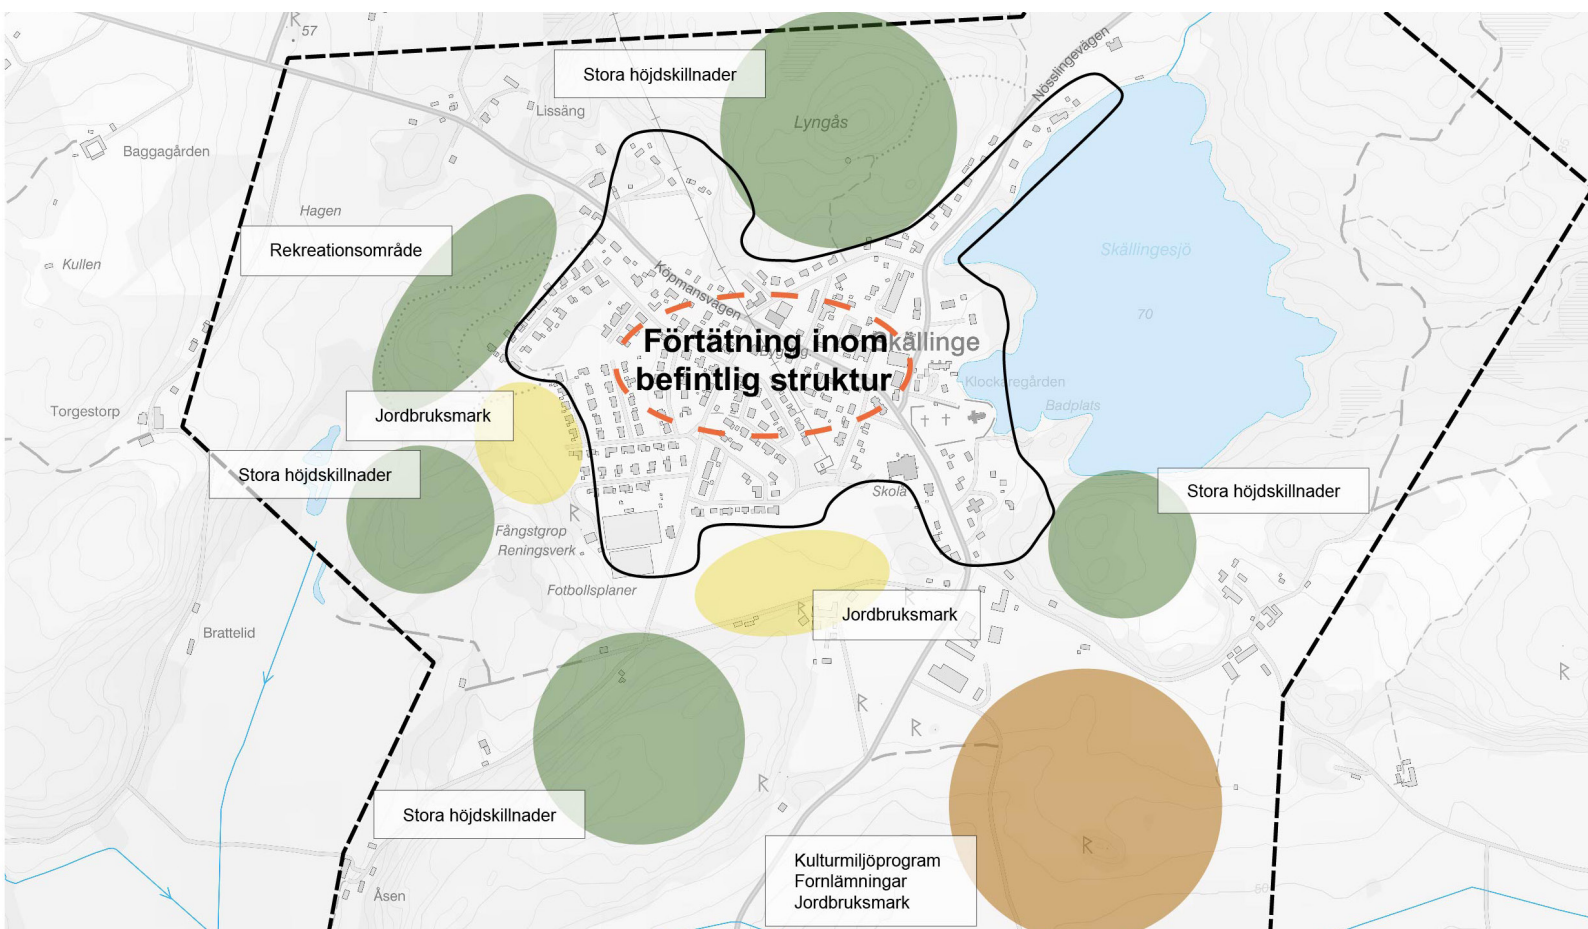 57
Stora höjdskillnader
Lissäng
Lyngås
Nösslingevägen
Baggagården
Hagen
Rekreationsområde
Kullen
Skällingesjö
70
Köpmansvägen
Förtätning inom
befintlig struktur
Skällinge
Klockaregården
Badplats
Torgestorp
Jordbruksmark
Stora höjdskillnader
Skola
Stora höjdskillnader
R
Fångstgrop
Reningsverk
Fotbollsplaner
Jordbruksmark
R
R
Brattelid
R
R
R
R
Stora höjdskillnader
R
Kulturmiljöprogram
Fornlämningar
Jordbruksmark
Åsen